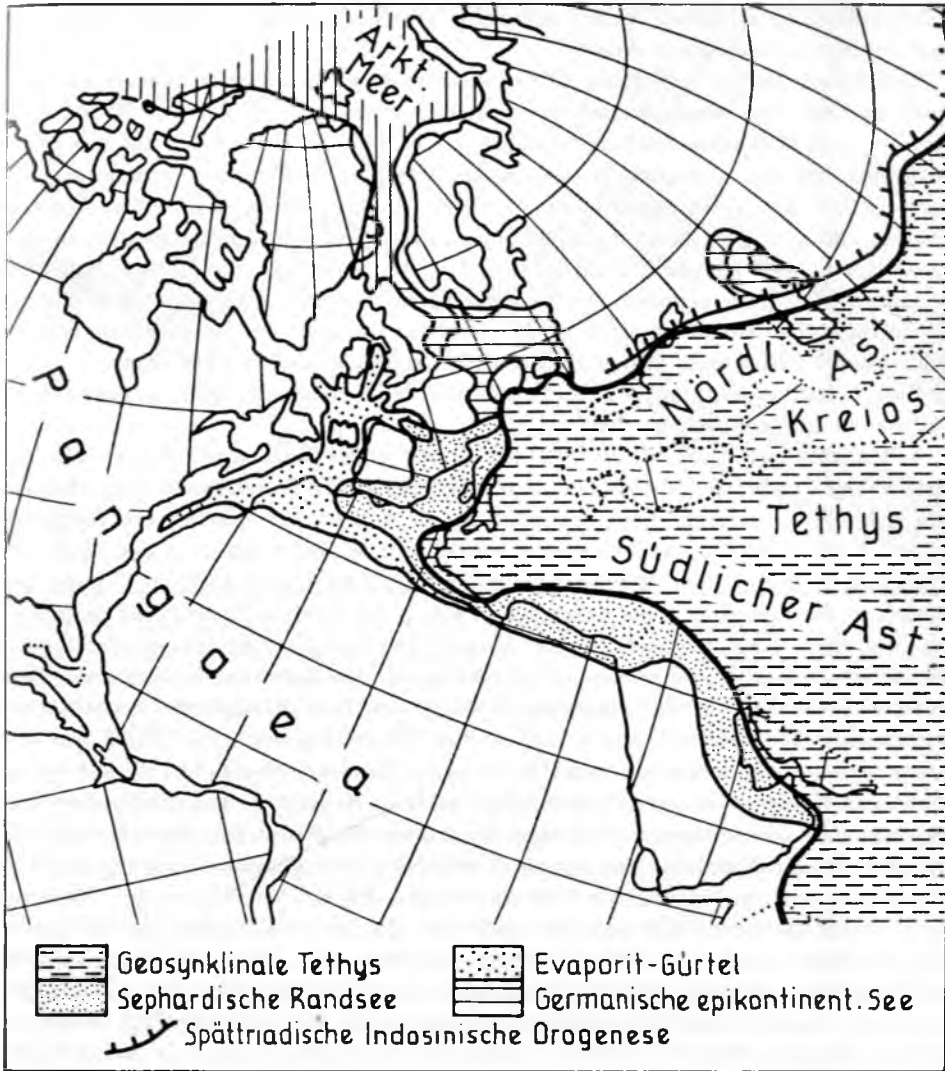 Arkt.
Meer
Pangaea
Nördl. Ast
Kreios
Tethys
Südlicher Ast
Geosynklinale Tethys
Evaporit-Gürtel
Sephardische Randsee
Germanische epikontinent. See
Spättriadische Indosinische Orogenese